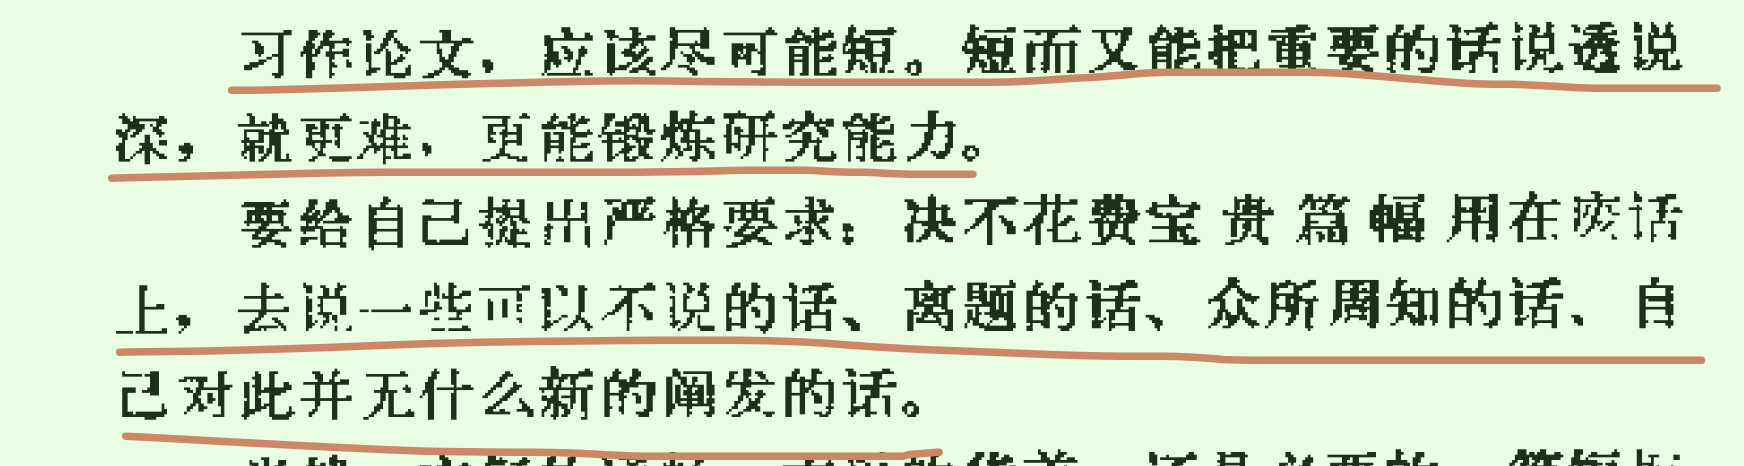 习作论文，应该尽可能短。短而又能把重要的话说透说
深，就更难，更能锻炼研究能力。
要给自己提出严格要求：决不花费宝贵篇幅用在废话
上，去说一些可以不说的话、离题的话、众所周知的话、自
己对此并无什么新的阐发的话。